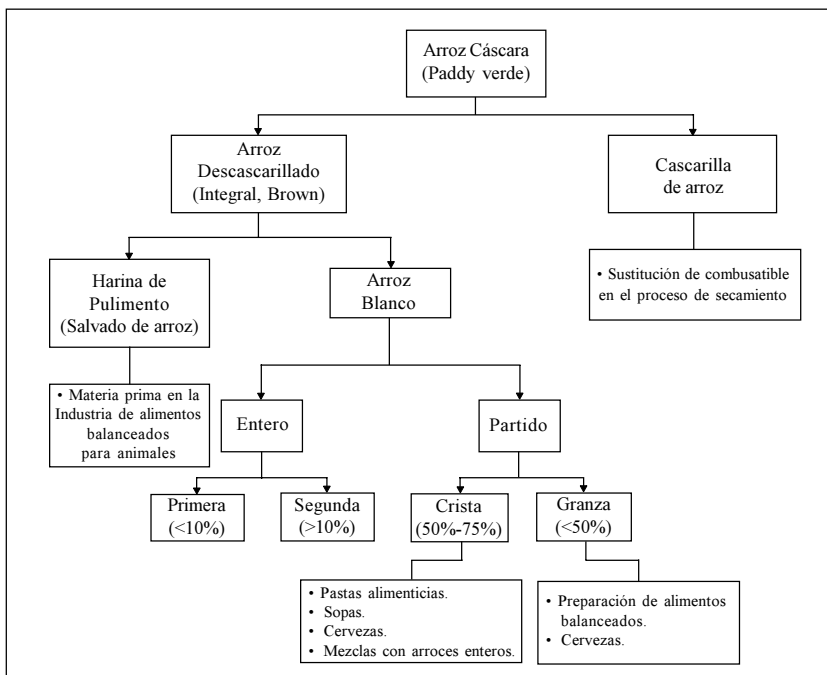 Arroz Cáscara
(Paddy verde)
Arroz
Descascarillado
(Integral, Brown)
Cascarilla
de arroz
Harina de
Pulimento
(Salvado de arroz)
Arroz
Blanco
• Sustitución de combusatible
en el proceso de secamiento
• Materia prima en la
Industria de alimentos
balanceados
para animales
Entero
Partido
Primera
(<10%)
Segunda
(>10%)
Crista
(50%-75%)
Granza
(<50%)
• Pastas alimenticias.
• Sopas.
• Cervezas.
• Mezclas con arroces enteros.
• Preparación de alimentos
balanceados.
• Cervezas.